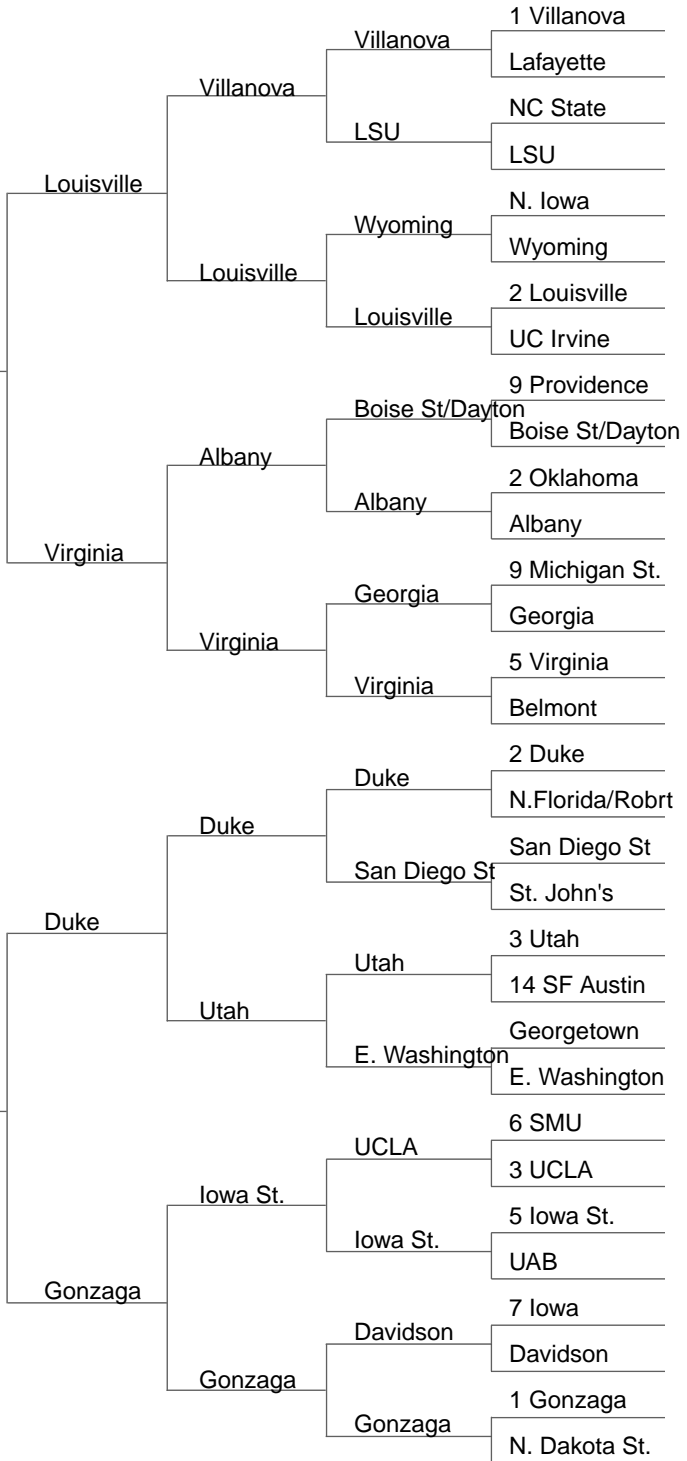 1 Villanova
Villanova
Lafayette
Villanova
NC State
LSU
LSU
Louisville
N. Iowa
Wyoming
Wyoming
Louisville
2 Louisville
Louisville
UC Irvine
9 Providence
Boise St/Dayton
Boise St/Dayton
Albany
2 Oklahoma
Albany
Albany
Virginia
9 Michigan St.
Georgia
Georgia
Virginia
5 Virginia
Virginia
Belmont
2 Duke
Duke
N.Florida/Robrt
Duke
San Diego St
San Diego St
St. John's
Duke
3 Utah
Utah
14 SF Austin
Utah
Georgetown
E. Washington
E. Washington
6 SMU
UCLA
3 UCLA
Iowa St.
5 Iowa St.
Iowa St.
UAB
Gonzaga
7 Iowa
Davidson
Davidson
Gonzaga
1 Gonzaga
Gonzaga
N. Dakota St.